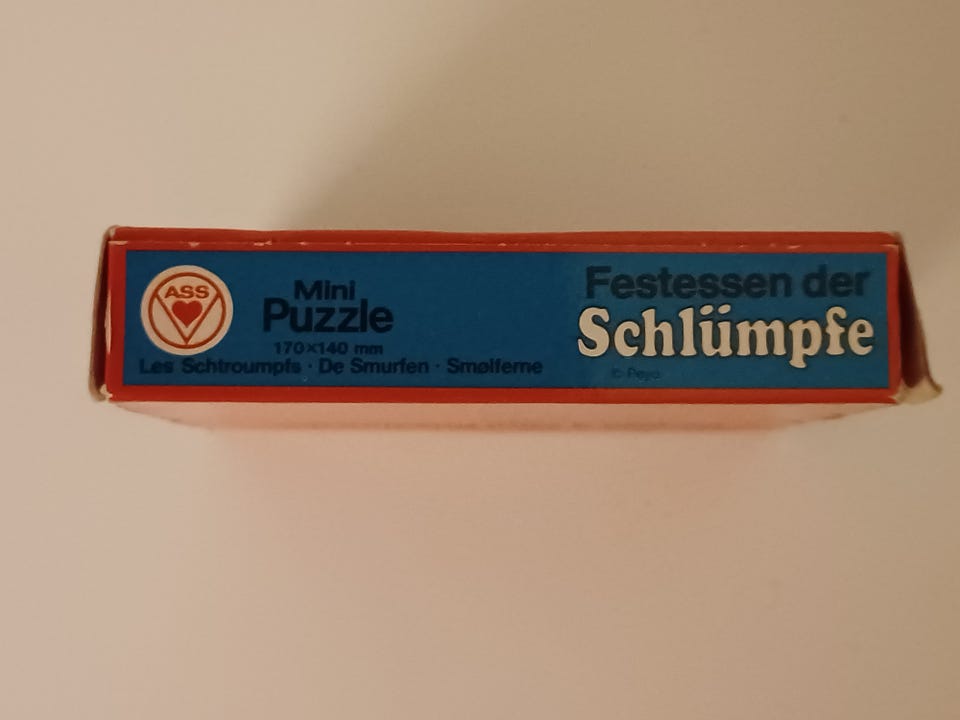 ASS
Mini
Puzzle
170×140 mm
Les Schtroumpfs · De Smurfen · Smølferne
Festessen der
Schlümpfe
© Peyo